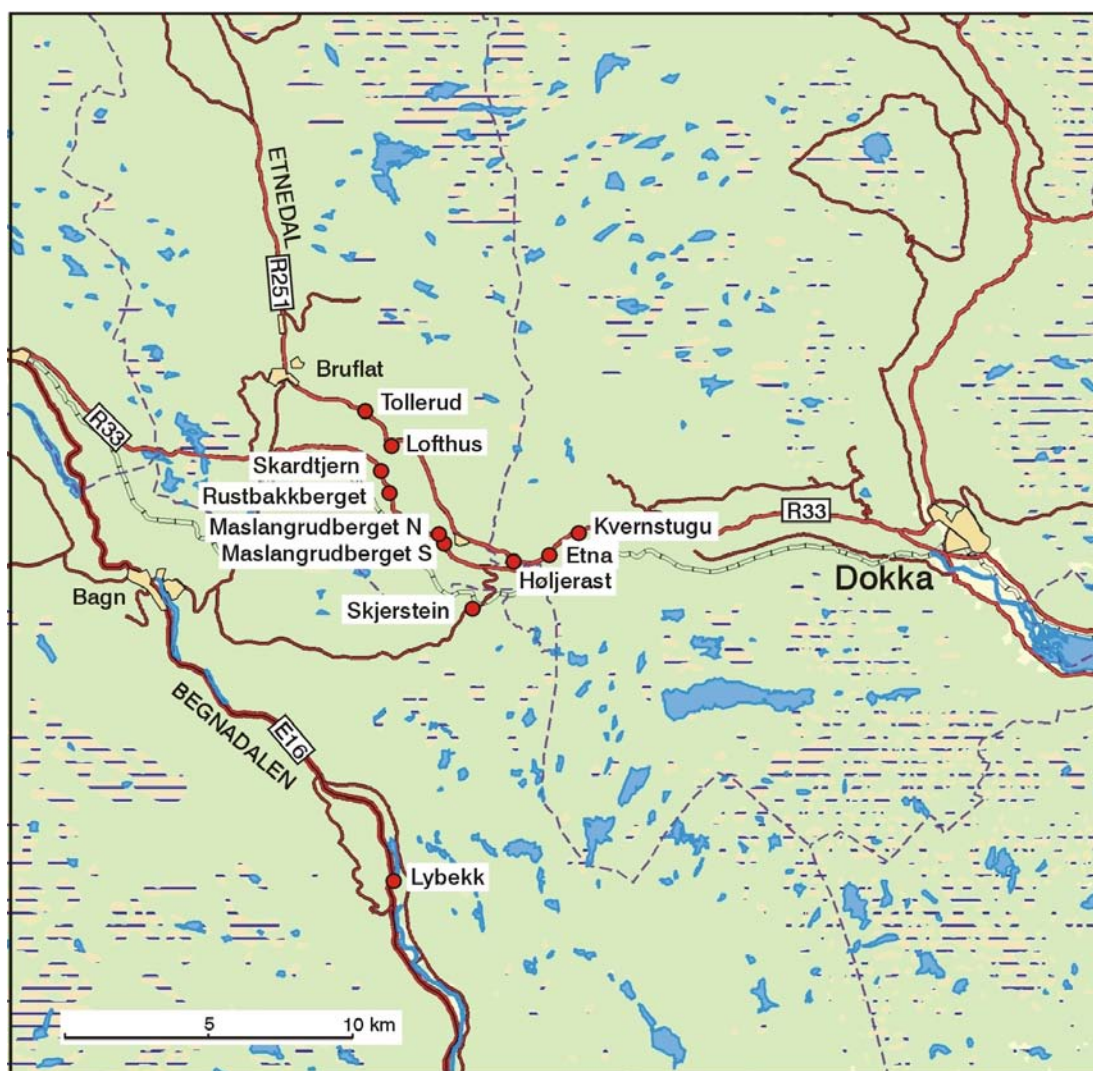 ETNEDAL
R251
Bruflat
Tollerud
R33
Lofthus
Skardtjern
Rustbakkberget
Maslangrudberget N
Maslangrudberget S
Kvernstugu
R33
Etna
Høljerast
Dokka
Bagn
Skjerstein
BEGNADALEN
E16
Lybekk
5
10 km